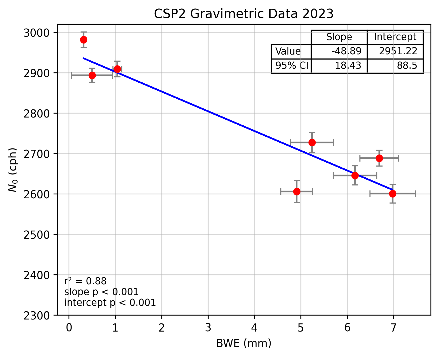 CSP2 Gravimetric Data 2023
Slope Intercept
Value -48.89 2951.22
95% CI 18.43 88.5
3000
2900
2800
2700
2600
2500
2400
2300
N₀ (cph)
r² = 0.88
slope p < 0.001
intercept p < 0.001
0 1 2 3 4 5 6 7
BWE (mm)